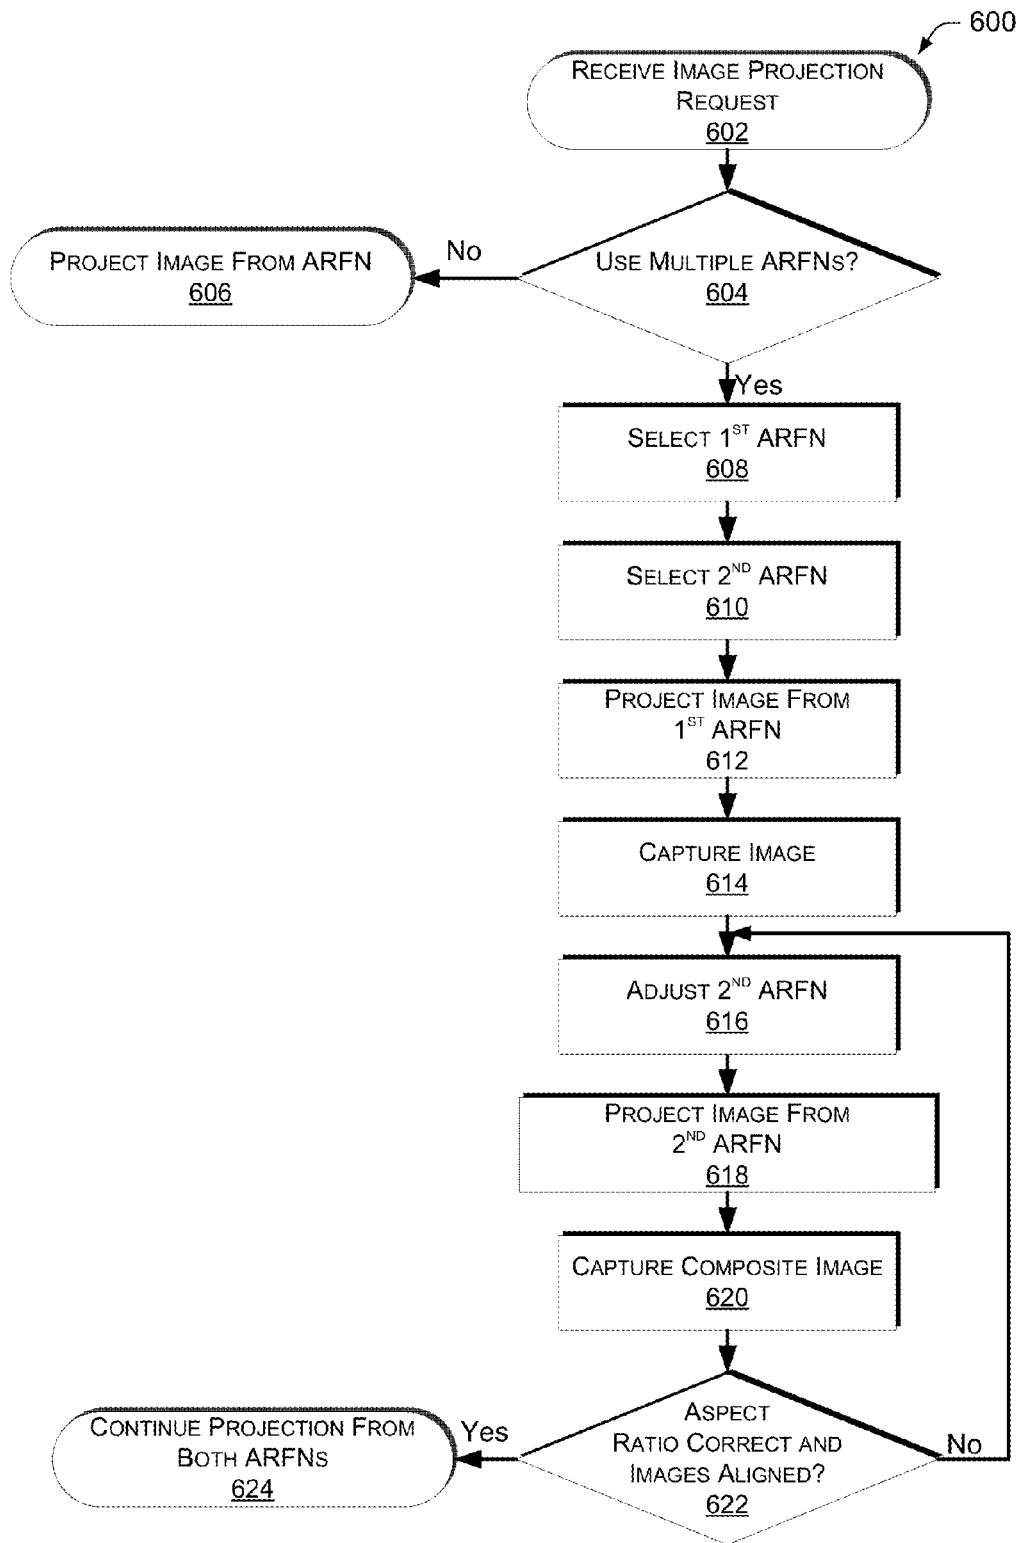 600
RECEIVE IMAGE PROJECTION
REQUEST
602
USE MULTIPLE ARFNS?
604
No
PROJECT IMAGE FROM ARFN
606
Yes
SELECT 1ST ARFN
608
SELECT 2ND ARFN
610
PROJECT IMAGE FROM
1ST ARFN
612
CAPTURE IMAGE
614
ADJUST 2ND ARFN
616
PROJECT IMAGE FROM
2ND ARFN
618
CAPTURE COMPOSITE IMAGE
620
ASPECT
RATIO CORRECT AND
IMAGES ALIGNED?
622
No
Yes
CONTINUE PROJECTION FROM
BOTH ARFNS
624